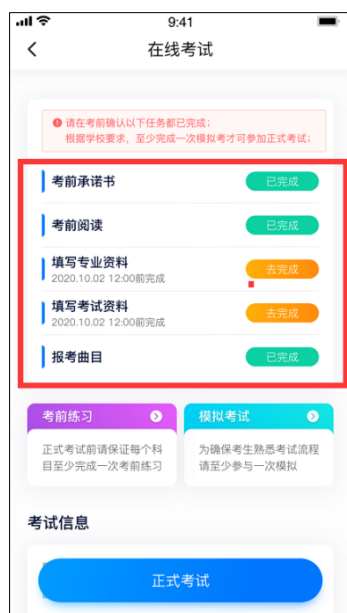 9:41
在线考试
请在考前确认以下任务都已完成；
根据学校要求，至少完成一次模拟考才可参加正式考试；
考前承诺书
已完成
考前阅读
已完成
填写专业资料
2020.10.02 12:00前完成
去完成
填写考试资料
2020.10.02 12:00前完成
去完成
报考曲目
已完成
考前练习
正式考试前请保证每个科
目至少完成一次考前练习
模拟考试
为确保考生熟悉考试流程
请至少参与一次模拟
考试信息
正式考试